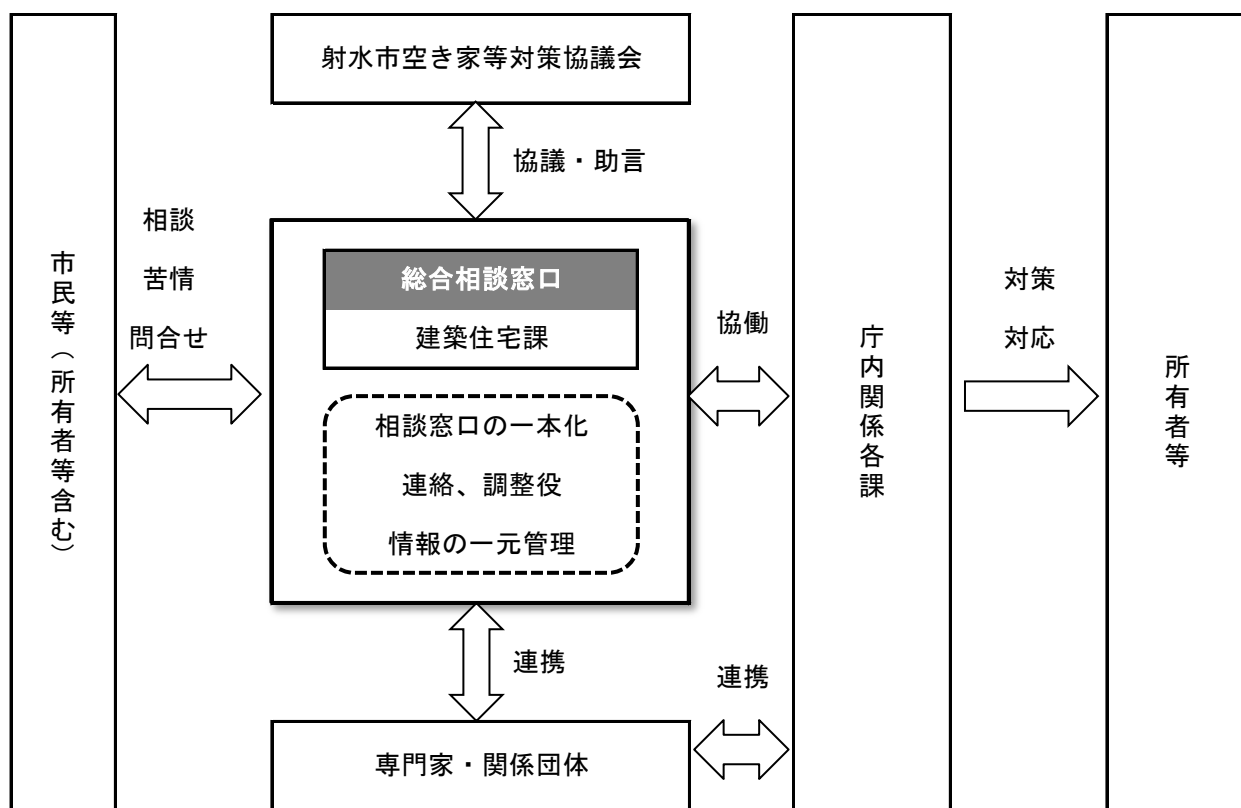 射水市空き家等対策協議会
協議・助言
相談
苦情
問合せ
市民等（所有者等含む）
総合相談窓口
建築住宅課
相談窓口の一本化
連絡、調整役
情報の一元管理
協働
庁内関係各課
対策
対応
所有者等
連携
連携
専門家・関係団体